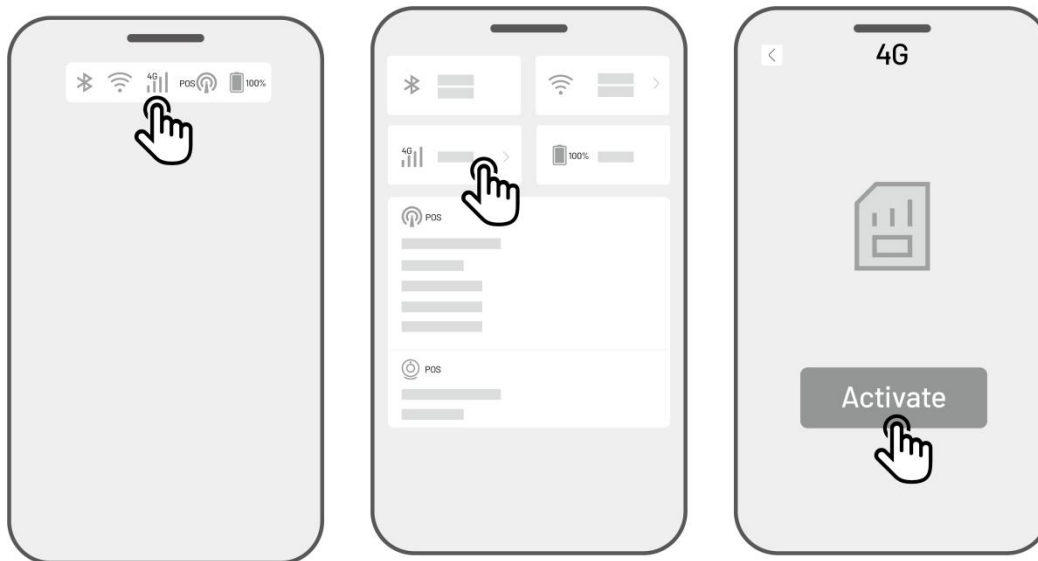 4G POS 100%
4G 100%
POS
POS
4G
Activate